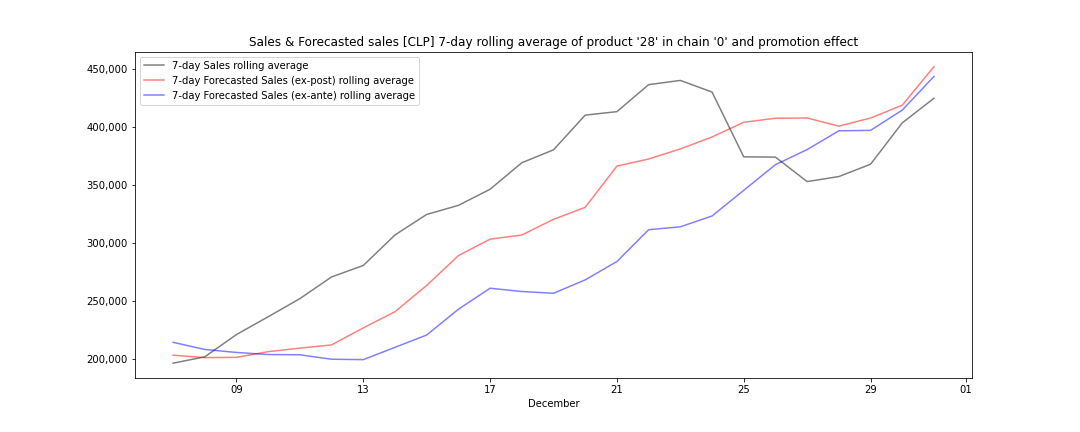 Sales & Forecasted sales [CLP] 7-day rolling average of product '28' in chain '0' and promotion effect
7-day Sales rolling average
7-day Forecasted Sales (ex-post) rolling average
7-day Forecasted Sales (ex-ante) rolling average
450,000
400,000
350,000
300,000
250,000
200,000
09 13 17 21 25 29 01
December